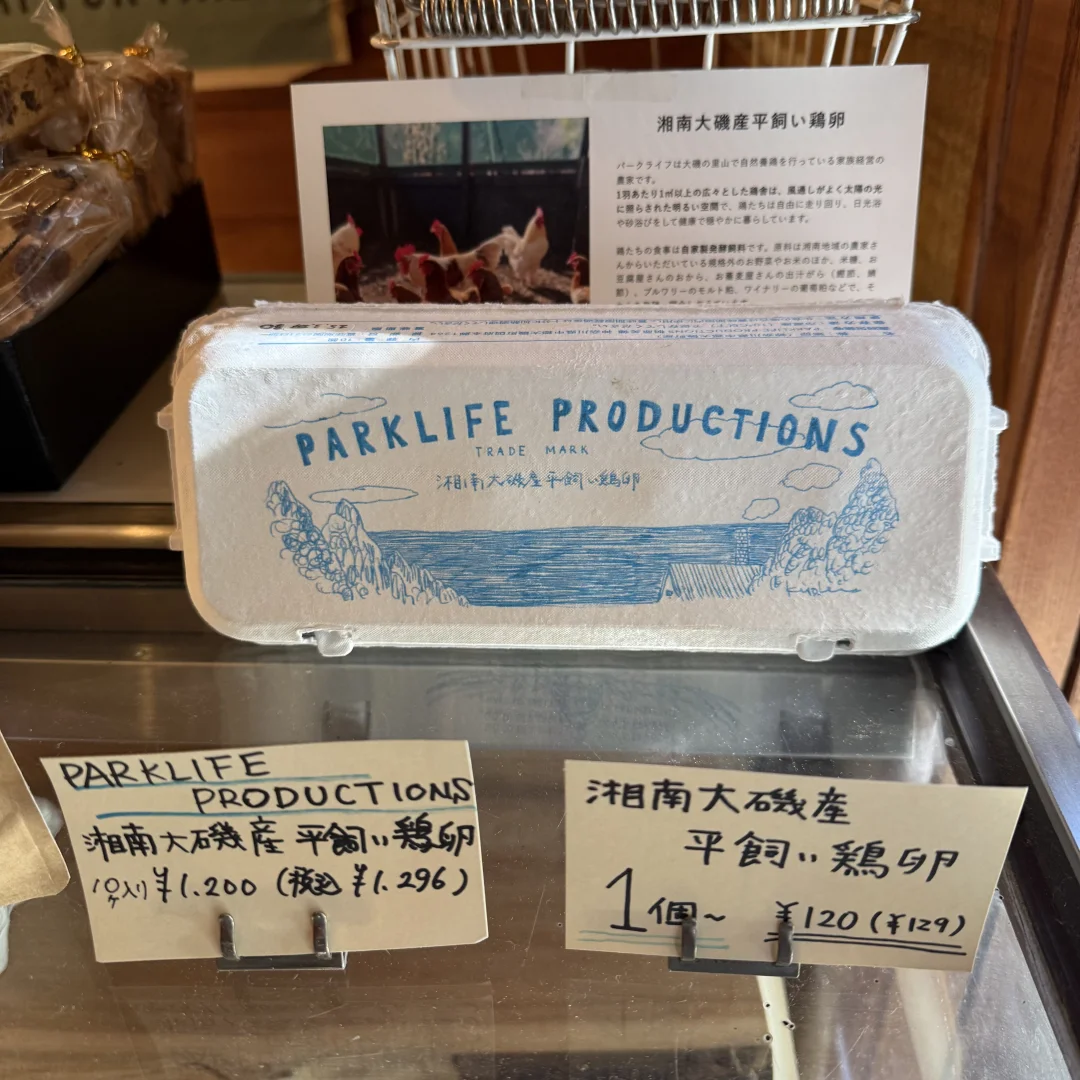 湘南大磯産平飼い鶏卵
パークライフは大磯の東山で自然養鶏を行っている家族経営の
農家です。
1羽あたり1㎡以上の広々とした鶏舎は、風通しがよく太陽の光
に照らされた明るい空間で、鶏たちは自由に走り回り、日光浴
や砂浴びをして健康で穏やかに暮らしています。
鶏たちの食事は自家製発酵飼料です。原料は湘南地域の農家さ
んからいただいている規格外のお野菜やお米のほか、米糠、お
豆腐屋さんのおから、お蕎麦屋さんの出汁がら（鰹節、鯖
節）、ブルワリーのモルト粕、ワイナリーの葡萄粕などで、そ
PARKLIFE PRODUCTIONS
TRADE MARK
湘南大磯産平飼い鶏卵
PARKLIFE
PRODUCTIONS
湘南大磯産 平飼い鶏卵
10ヶ入り ¥1.200 (税込 ¥1.296)
湘南大磯産
平飼い鶏卵
1個~ ¥120 (¥129)